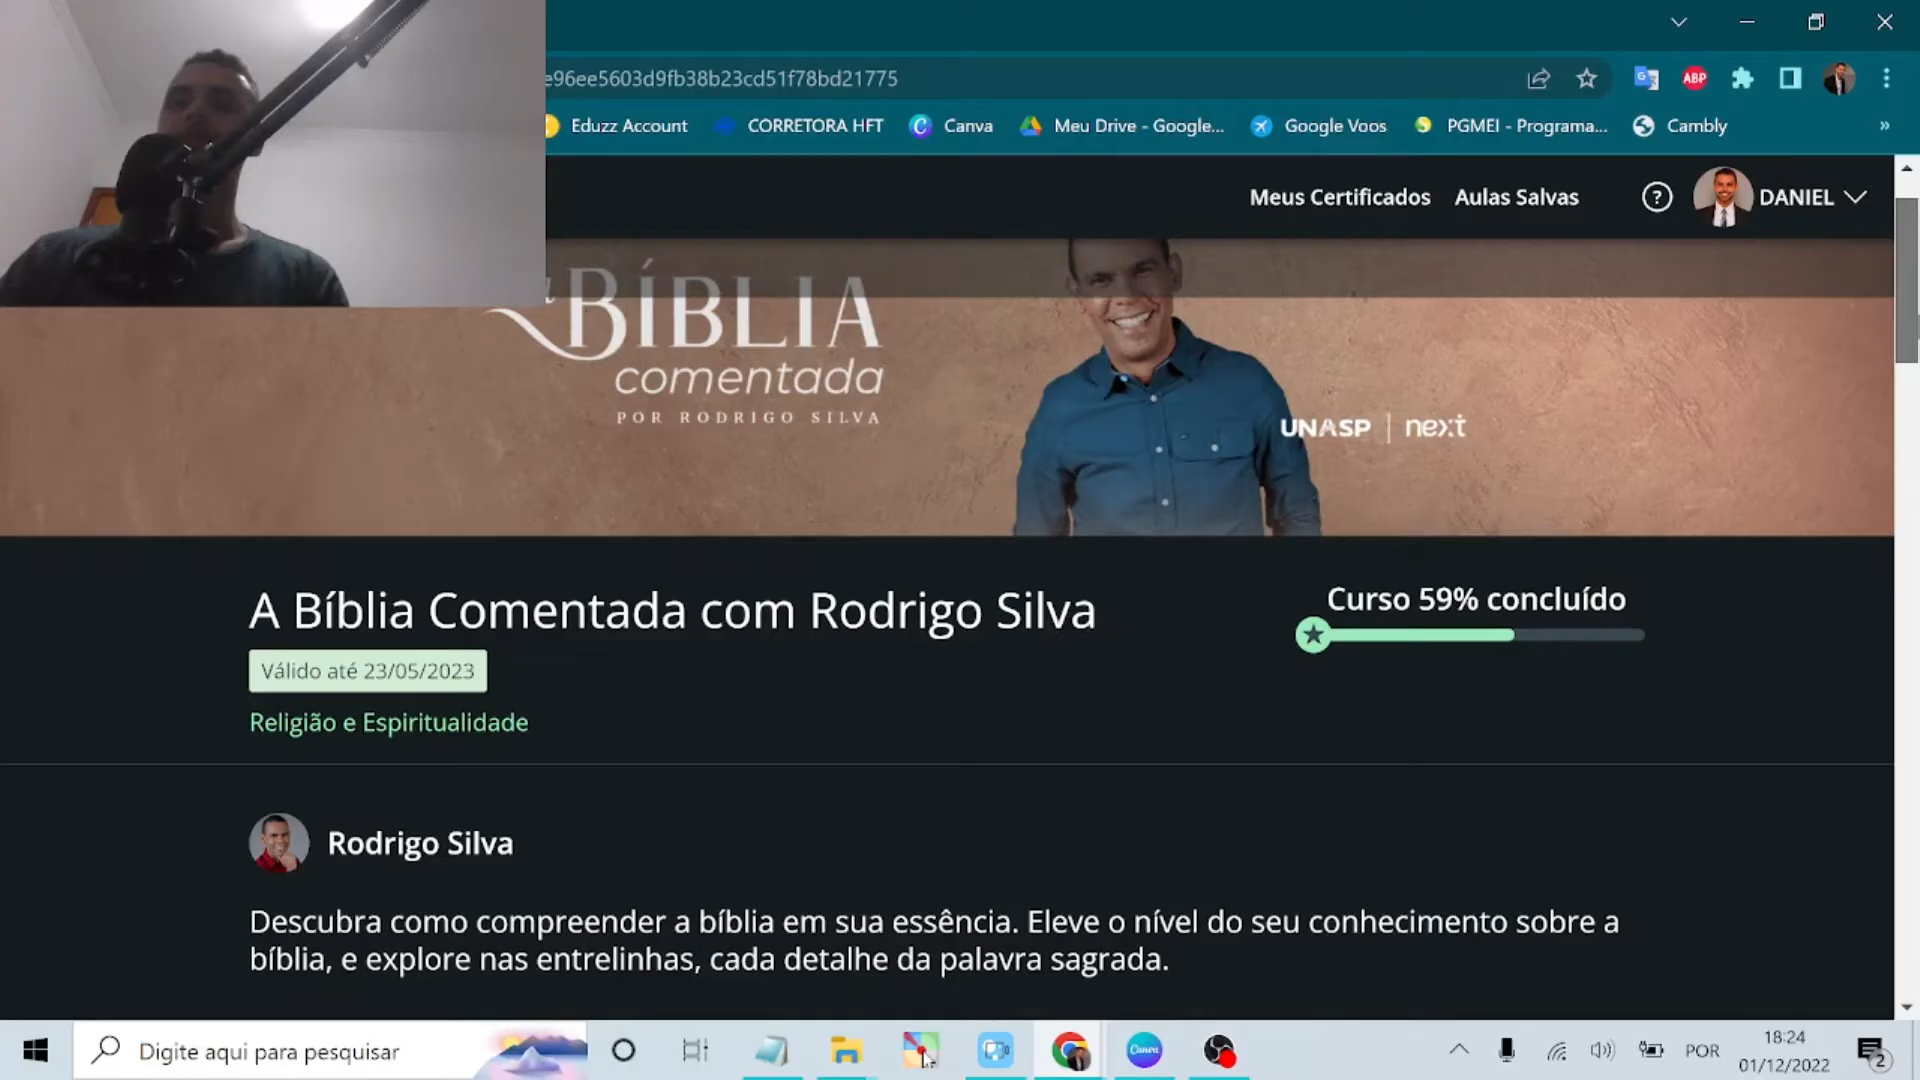 e96ee5603d9fb38b23cd51f78bd21775
ABP
Eduzz Account
CORRETORA HFT
Canva
Meu Drive - Google...
Google Voos
PGMEI - Programa...
Cambly
»
Meus Certificados
Aulas Salvas
?
DANIEL
BÍBLIA
comentada
POR RODRIGO SILVA
UNASP | next
A Bíblia Comentada com Rodrigo Silva
Curso 59% concluído
Válido até 23/05/2023
Religião e Espiritualidade
Rodrigo Silva
Descubra como compreender a bíblia em sua essência. Eleve o nível do seu conhecimento sobre a
bíblia, e explore nas entrelinhas, cada detalhe da palavra sagrada.
Digite aqui para pesquisar
Canva
POR
18:24
01/12/2022
2